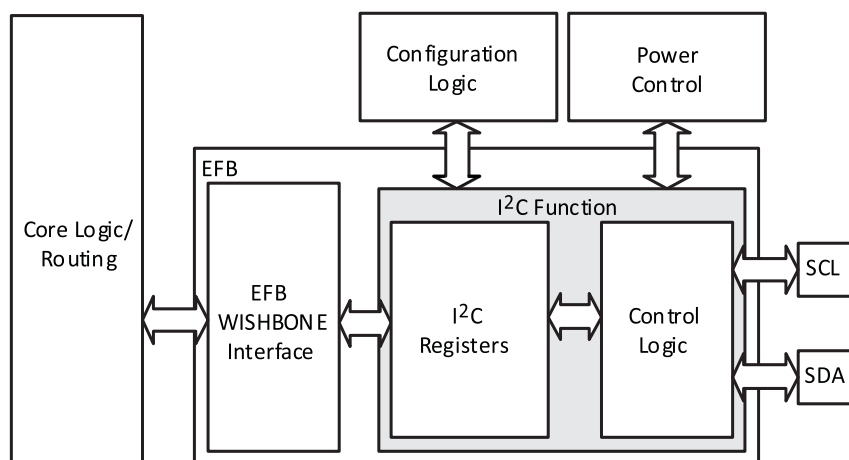 Configuration
Logic
Power
Control
EFB
I²C Function
Core Logic/
Routing
EFB
WISHBONE
Interface
I²C
Registers
Control
Logic
SCL
SDA